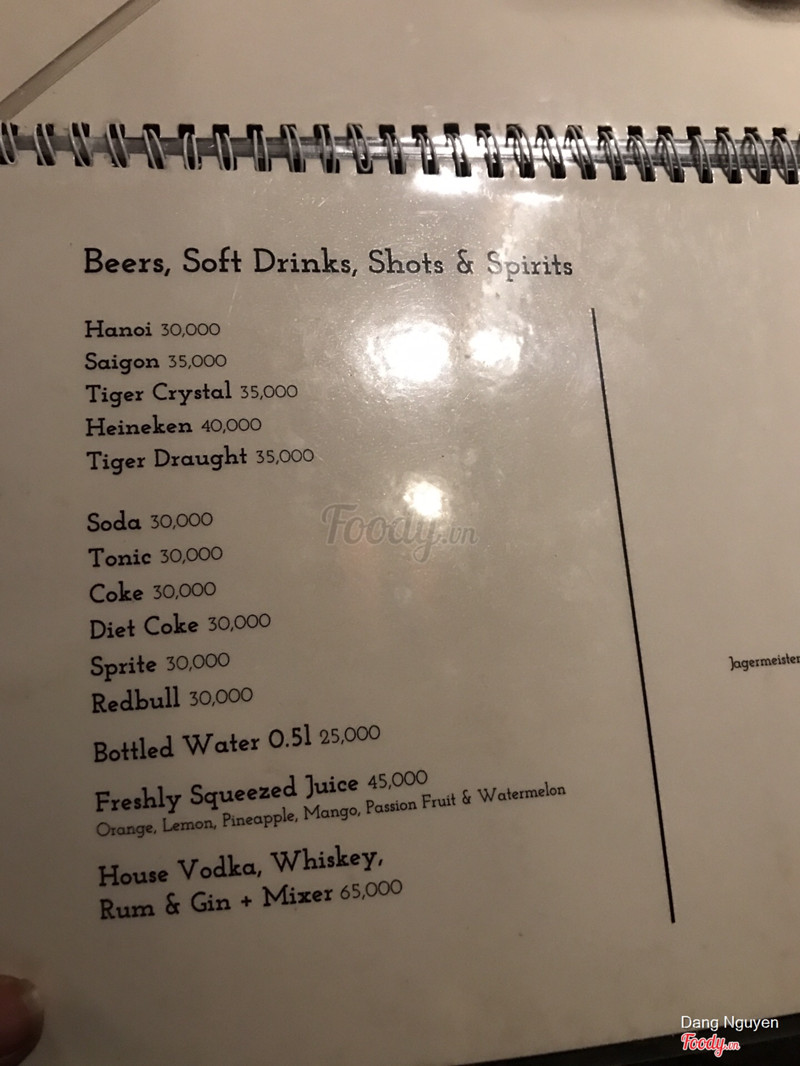 Beers, Soft Drinks, Shots & Spirits
Hanoi 30,000
Saigon 35,000
Tiger Crystal 35,000
Heineken 40,000
Tiger Draught 35,000
Soda 30,000
Tonic 30,000
Coke 30,000
Diet Coke 30,000
Sprite 30,000
Redbull 30,000
Bottled Water 0.5l 25,000
Freshly Squeezed Juice 45,000
Orange, Lemon, Pineapple, Mango, Passion Fruit & Watermelon
House Vodka, Whiskey,
Rum & Gin + Mixer 65,000
Jagermeister
Foody.vn
Dang Nguyen
Foody.vn